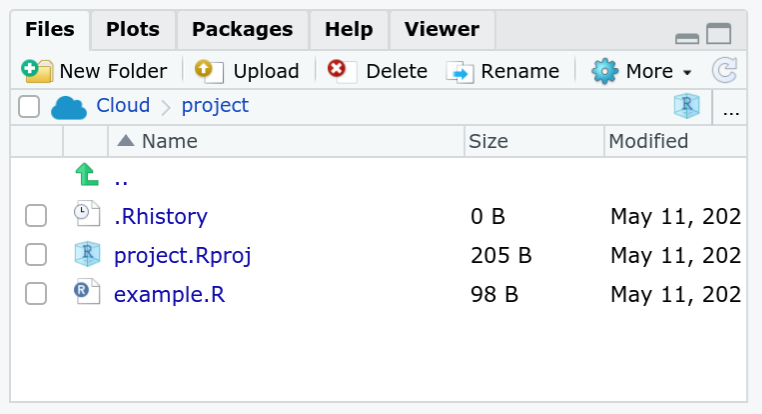 Files Plots Packages Help Viewer
New Folder Upload Delete Rename More
Cloud project R ...
Name Size Modified
..
.Rhistory 0 B May 11, 202
R project.Rproj 205 B May 11, 202
R example.R 98 B May 11, 202